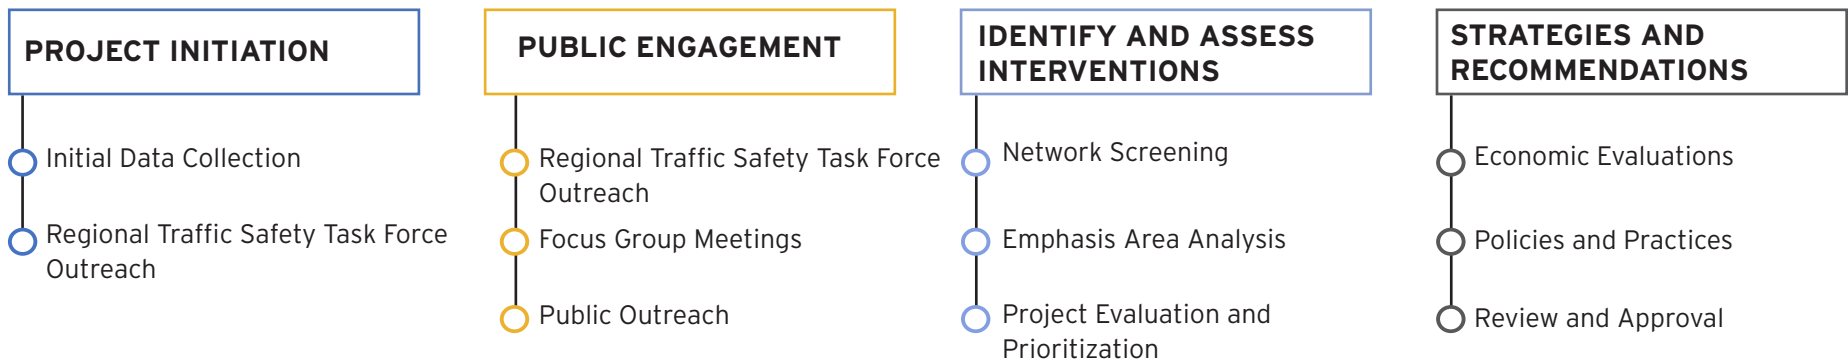 PROJECT INITIATION
Initial Data Collection
Regional Traffic Safety Task Force
Outreach
PUBLIC ENGAGEMENT
Regional Traffic Safety Task Force
Outreach
Focus Group Meetings
Public Outreach
IDENTIFY AND ASSESS
INTERVENTIONS
Network Screening
Emphasis Area Analysis
Project Evaluation and
Prioritization
STRATEGIES AND
RECOMMENDATIONS
Economic Evaluations
Policies and Practices
Review and Approval